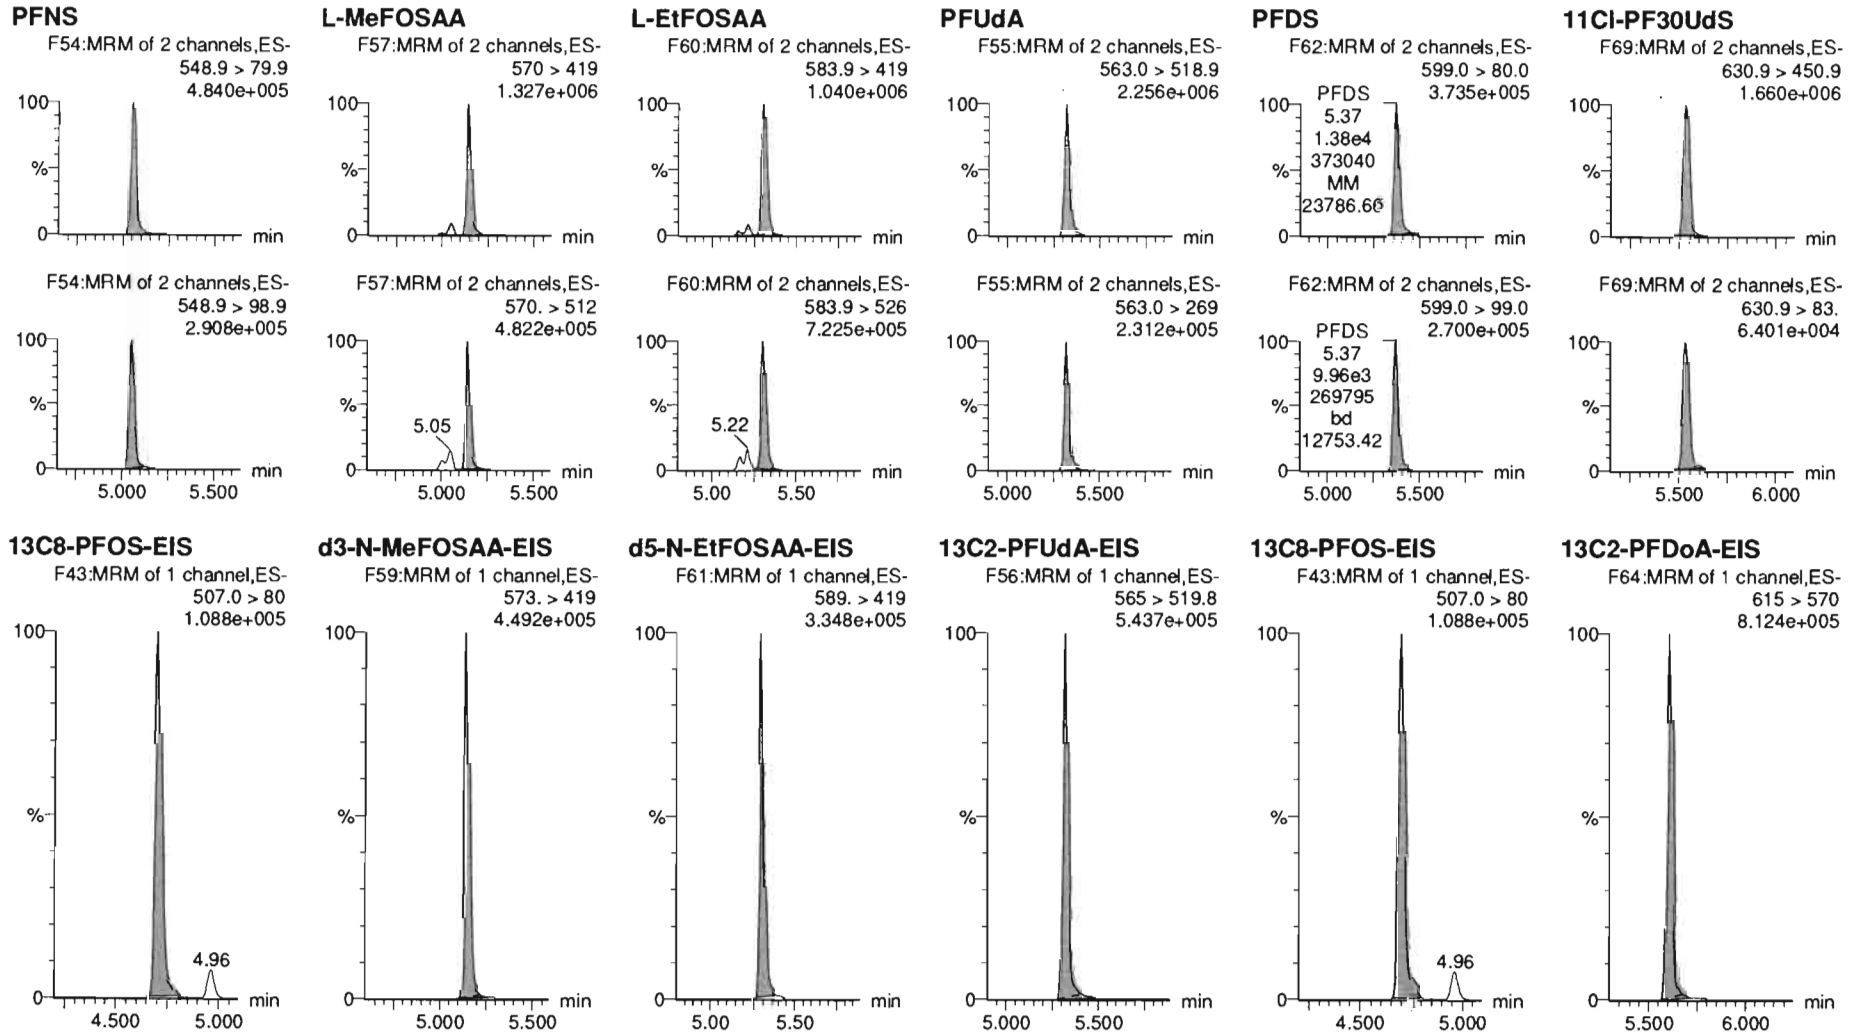 PFNS
F54:MRM of 2 channels,ES-
548.9 > 79.9
4.840e+005
100
%
0
min
F54:MRM of 2 channels,ES-
548.9 > 98.9
2.908e+005
100
%
0
min
5.000 5.500
L-MeFOSAA
F57:MRM of 2 channels,ES-
570 > 419
1.327e+006
100
%
0
min
F57:MRM of 2 channels,ES-
570. > 512
4.822e+005
100
%
5.05
0
min
5.000 5.500
L-EtFOSAA
F60:MRM of 2 channels,ES-
583.9 > 419
1.040e+006
100
%
0
min
F60:MRM of 2 channels,ES-
583.9 > 526
7.225e+005
100
%
5.22
0
min
5.00 5.50
PFUdA
F55:MRM of 2 channels,ES-
563.0 > 518.9
2.256e+006
100
%
0
min
F55:MRM of 2 channels,ES-
563.0 > 269
2.312e+005
100
%
0
min
5.000 5.500
PFDS
F62:MRM of 2 channels,ES-
599.0 > 80.0
3.735e+005
100
PFDS
5.37
1.38e4
373040
MM
%
0
min
F62:MRM of 2 channels,ES-
599.0 > 99.0
2.700e+005
100
PFDS
5.37
9.96e3
269795
bd
12753.42
%
0
min
5.000 5.500
11Cl-PF30UdS
F69:MRM of 2 channels,ES-
630.9 > 450.9
1.660e+006
100
%
0
min
F69:MRM of 2 channels,ES-
630.9 > 83.
6.401e+004
100
%
0
min
5.500 6.000
13C8-PFOS-EIS
F43:MRM of 1 channel,ES-
507.0 > 80
1.088e+005
100
%
4.96
0
min
4.500 5.000
d3-N-MeFOSAA-EIS
F59:MRM of 1 channel,ES-
573. > 419
4.492e+005
100
%
0
min
5.000 5.500
d5-N-EtFOSAA-EIS
F61:MRM of 1 channel,ES-
589. > 419
3.348e+005
100
%
0
min
5.00 5.50
13C2-PFUdA-EIS
F56:MRM of 1 channel,ES-
565 > 519.8
5.437e+005
100
%
0
min
5.000 5.500
13C8-PFOS-EIS
F43:MRM of 1 channel,ES-
507.0 > 80
1.088e+005
100
%
4.96
0
min
4.500 5.000
13C2-PFDoA-EIS
F64:MRM of 1 channel,ES-
615 > 570
8.124e+005
100
%
0
min
5.500 6.000